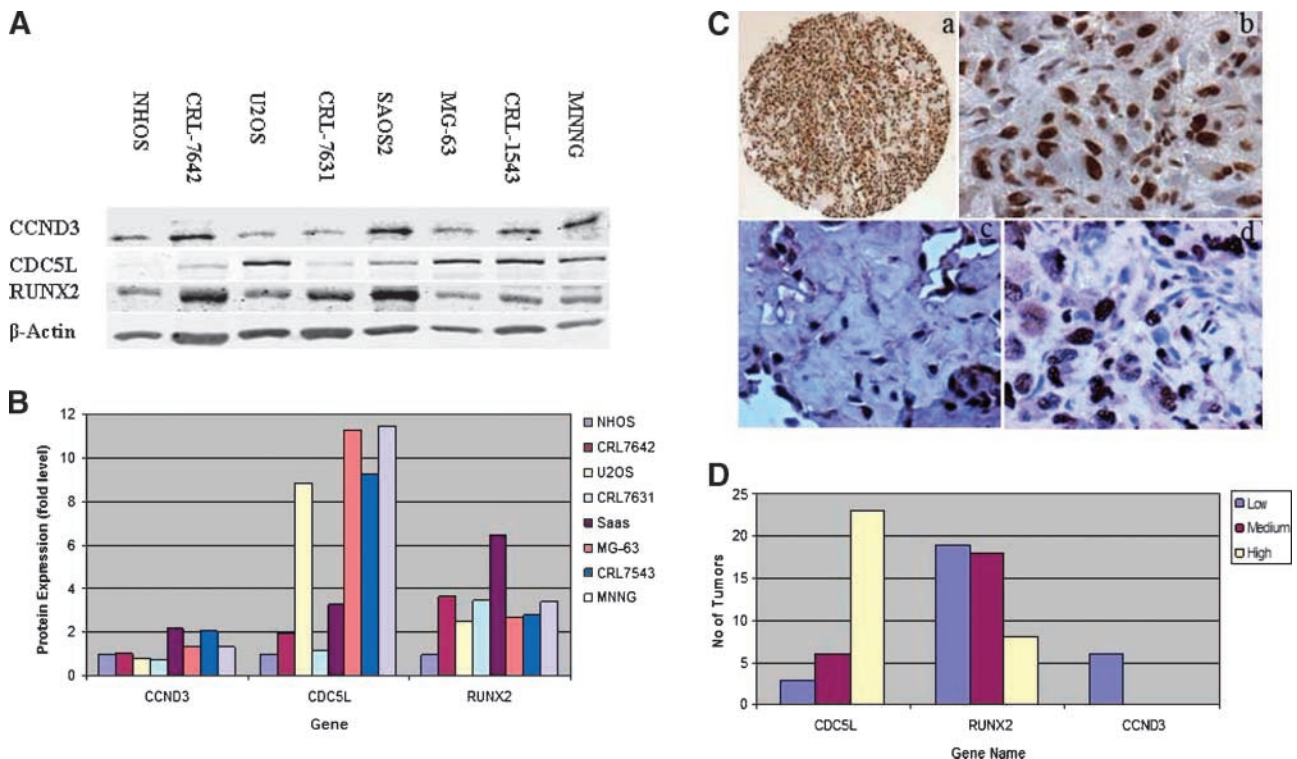 A
NHOS
CRL-7642
U2OS
CRL-7631
SAOS2
MG-63
CRL-1543
MNNG
CCND3
CDC5L
RUNX2
β-Actin
B
Protein Expression (fold level)
12
10
8
6
4
2
0
CCND3
CDC5L
RUNX2
Gene
NHOS
CRL7642
U2OS
CRL7631
Saas
MG-63
CRL7543
MNNG
C
a
b
c
d
D
No of Tumors
25
20
15
10
5
0
CDC5L
RUNX2
CCND3
Gene Name
Low
Medium
High